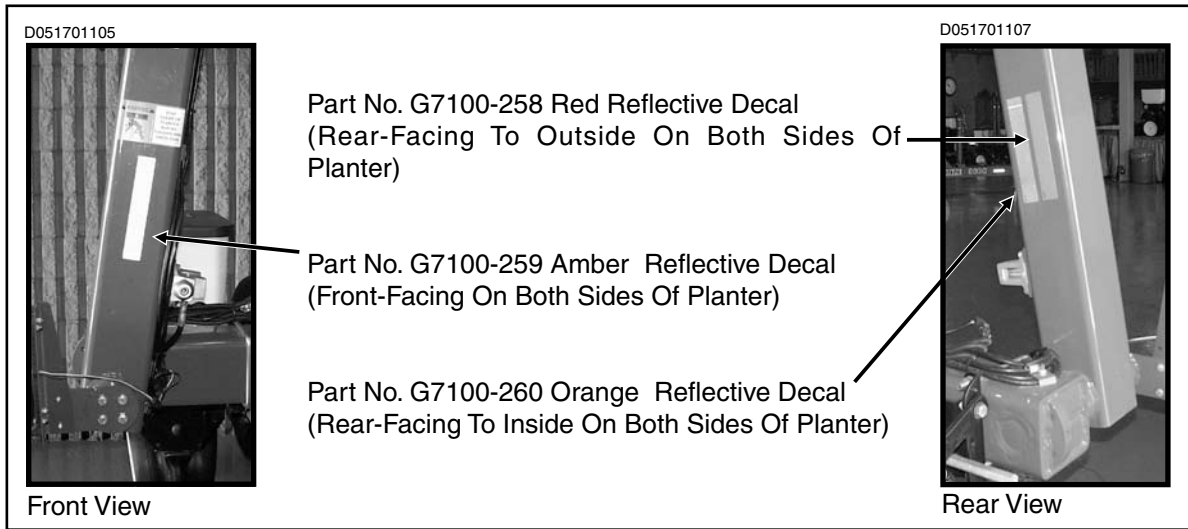 D051701105
D051701107
Part No. G7100-258 Red Reflective Decal
(Rear-Facing To Outside On Both Sides Of
Planter)
Part No. G7100-259 Amber Reflective Decal
(Front-Facing On Both Sides Of Planter)
Part No. G7100-260 Orange Reflective Decal
(Rear-Facing To Inside On Both Sides Of Planter)
Front View
Rear View